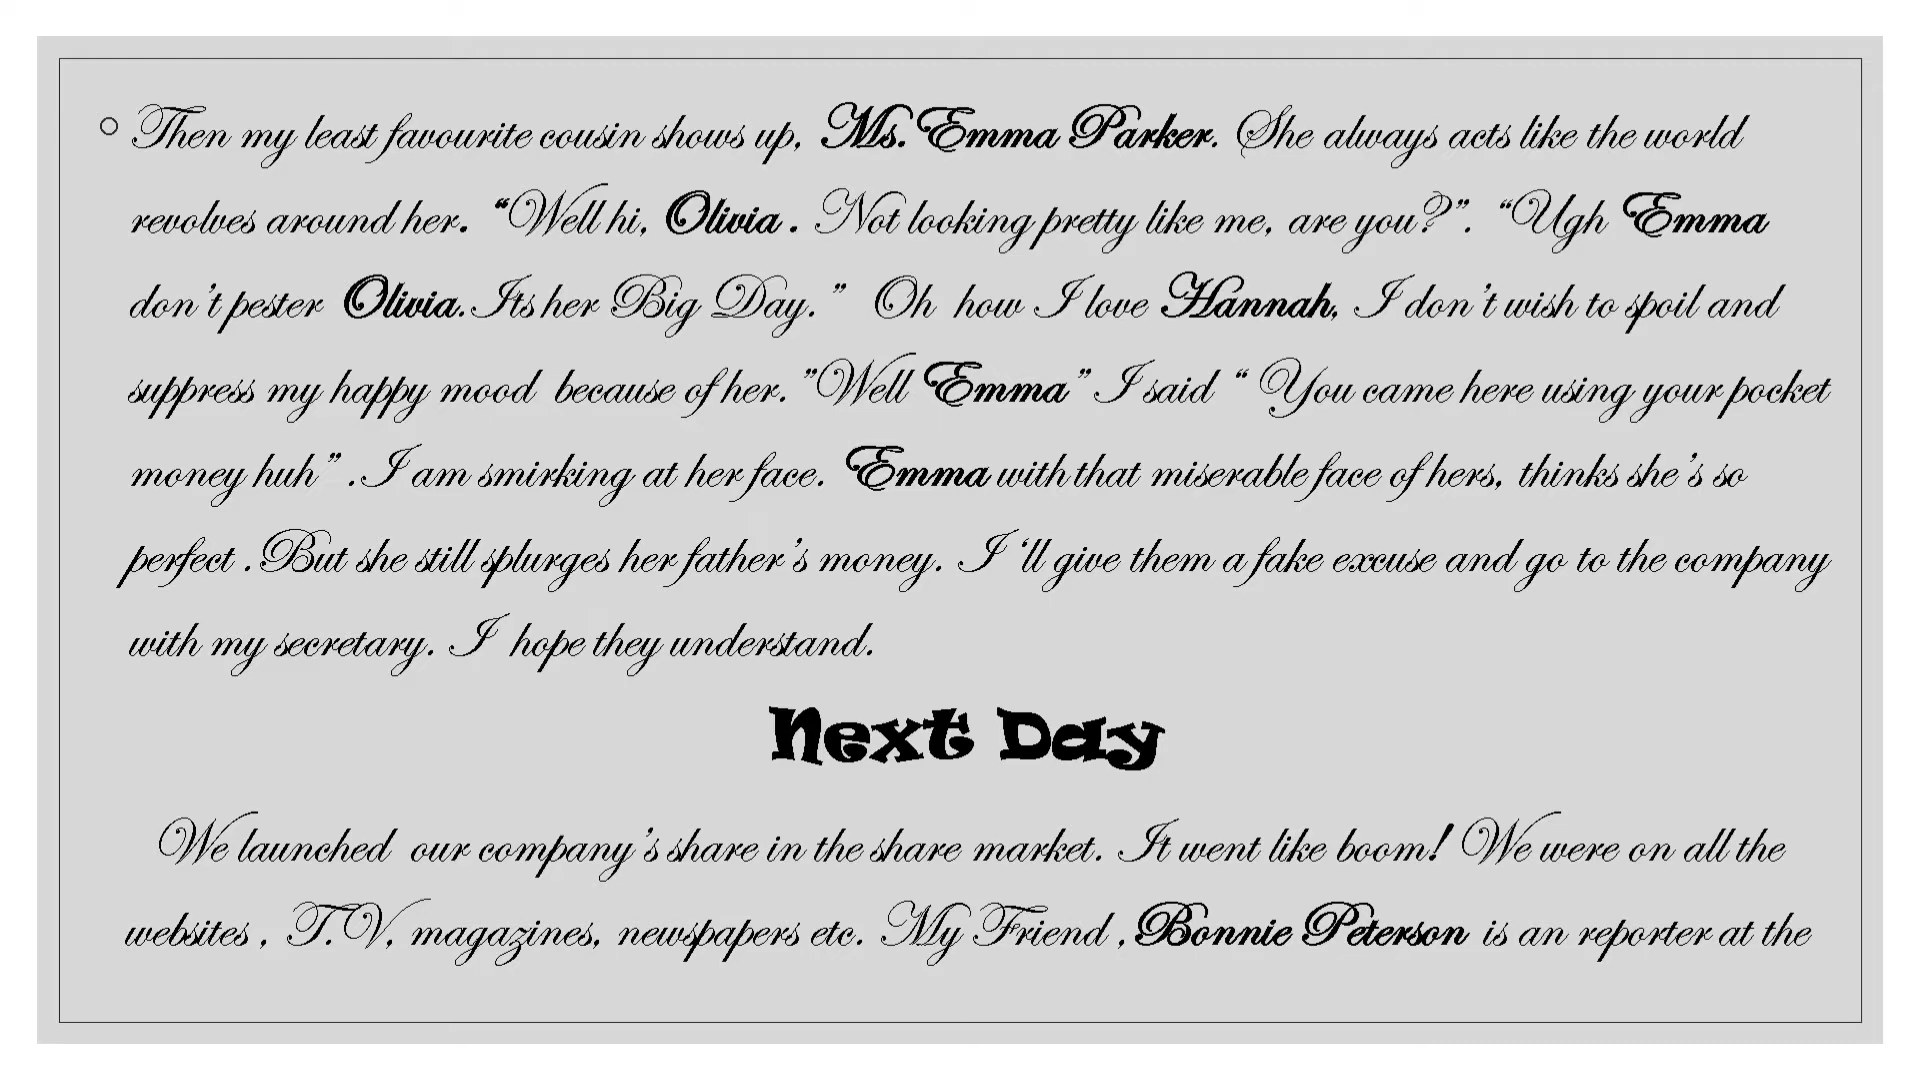 Then my least favourite cousin shows up, Ms. Emma Parker. She always acts like the world
revolves around her. “Well hi, Olivia . Not looking pretty like me, are you?”. “Ugh Emma
don’t pester Olivia. Its her Big Day. ” Oh how I love Hannah, I don’t wish to spoil and
suppress my happy mood because of her. ”Well Emma” I said “ You came here using your pocket
money huh” . I am smirking at her face. Emma with that miserable face of hers, thinks she’s so
perfect . But she still splurges her father’s money. I ‘ll give them a fake excuse and go to the company
with my secretary. I hope they understand.
Next Day
We launched our company’s share in the share market. It went like boom! We were on all the
websites , T.V, magazines, newspapers etc. My Friend , Bonnie Peterson is an reporter at the